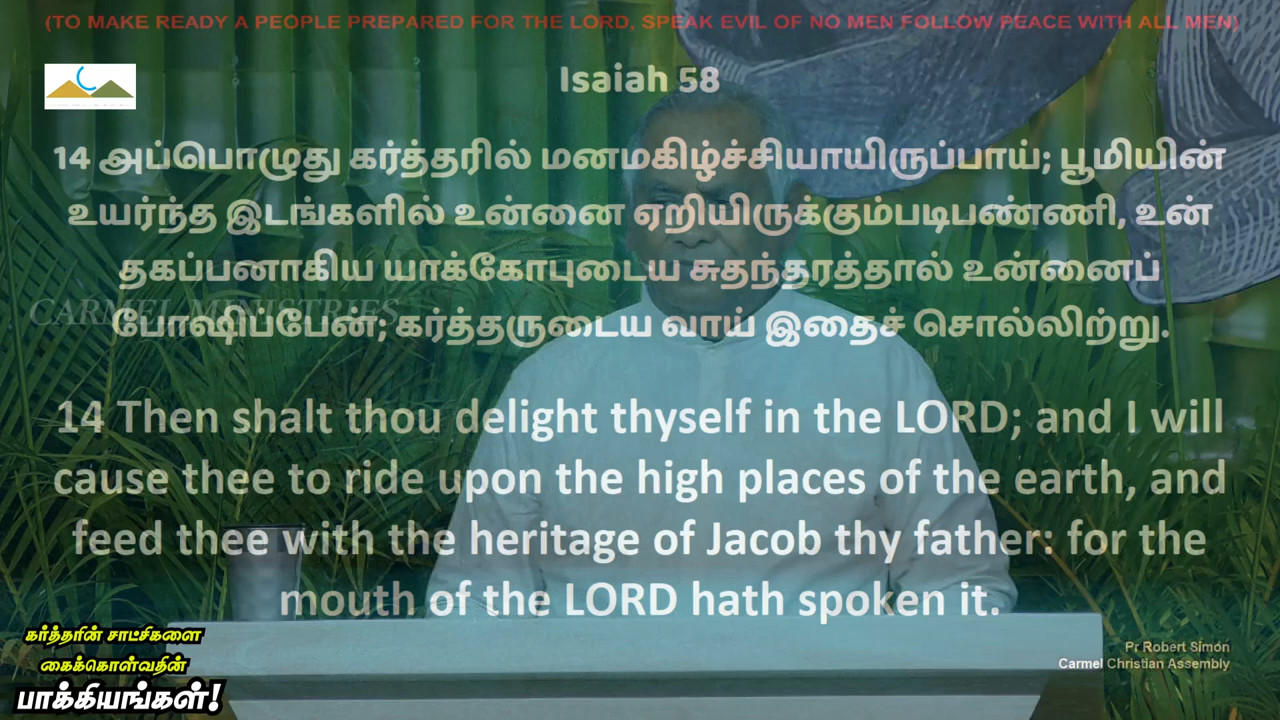 (TO MAKE READY A PEOPLE PREPARED FOR THE LORD, SPEAK EVIL OF NO MEN FOLLOW PEACE WITH ALL MEN)
Isaiah 58
14 அப்பொழுது கர்த்தரில் மனமகிழ்ச்சியாயிருப்பாய்; பூமியின்
உயர்ந்த இடங்களில் உன்னை ஏறியிருக்கும்படிபண்ணி, உன்
தகப்பனாகிய யாக்கோபுடைய சுதந்தரத்தால் உன்னைப்
CARMEL MINISTRIES
போஷிப்பேன்; கர்த்தருடைய வாய் இதைச் சொல்லிற்று.
14 Then shalt thou delight thyself in the LORD; and I will
cause thee to ride upon the high places of the earth, and
feed thee with the heritage of Jacob thy father: for the
mouth of the LORD hath spoken it.
கர்த்தரின் சாட்சிகளை
கைக்கொள்வதின்
பாக்கியங்கள்!
Pr Robert Simon
Carmel Christian Assembly